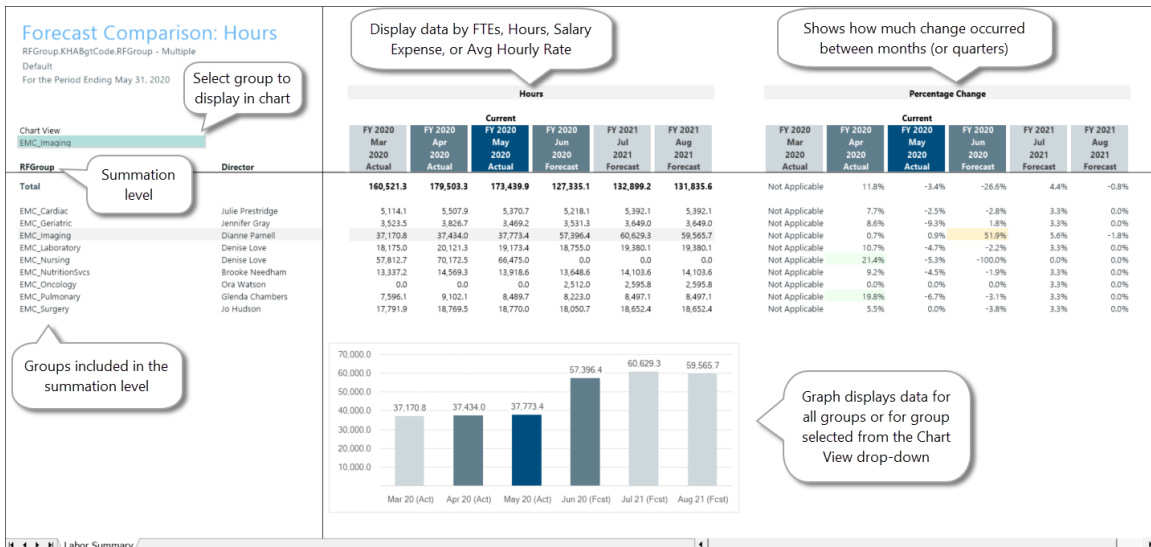 Forecast Comparison: Hours
RFGroup.KHABgtCode.RFGroup - Multiple
Default
For the Period Ending May 31, 2020
Select group to
display in chart
Display data by FTEs, Hours, Salary
Expense, or Avg Hourly Rate
Shows how much change occurred
between months (or quarters)
Hours
Percentage Change
Current
Current
Chart View
EMC_Imaging
FY 2020 FY 2020 FY 2020 FY 2020 FY 2021 FY 2021 FY 2020 FY 2020 FY 2020 FY 2020 FY 2021 FY 2021
Mar Apr May Jun Jul Aug Mar Apr May Jun Jul Aug
2020 2020 2020 2020 2021 2021 2020 2020 2020 2020 2021 2021
RFGroup Director Actual Actual Actual Forecast Forecast Forecast Actual Actual Actual Forecast Forecast Forecast
Summation
level
Total 160,521.3 179,503.3 173,439.9 127,335.1 132,899.2 131,835.6 Not Applicable 11.8% -3.4% -26.6% 4.4% -0.8%
EMC_Cardiac Julie Prestridge 5,114.1 5,507.9 5,370.7 5,218.1 5,392.1 5,392.1 Not Applicable 7.7% -2.5% -2.8% 3.3% 0.0%
EMC_Geriatric Jennifer Gray 3,523.5 3,826.7 3,469.2 3,531.3 3,649.0 3,649.0 Not Applicable 8.6% -9.3% 1.8% 3.3% 0.0%
EMC_Imaging Dianne Parnell 37,170.8 37,434.0 37,773.4 57,396.4 60,629.3 59,565.7 Not Applicable 0.7% 0.9% 51.9% 5.6% -1.8%
EMC_Laboratory Denise Love 18,175.0 20,121.3 19,173.4 18,755.0 19,380.1 19,380.1 Not Applicable 10.7% -4.7% -2.2% 3.3% 0.0%
EMC_Nursing Denise Love 57,812.7 70,172.5 66,475.0 0.0 0.0 0.0 Not Applicable 21.4% -5.3% -100.0% 0.0% 0.0%
EMC_NutritionSvcs Brooke Needham 13,337.2 14,569.3 13,918.6 13,648.6 14,103.6 14,103.6 Not Applicable 9.2% -4.5% -1.9% 3.3% 0.0%
EMC_Oncology Ora Watson 0.0 0.0 0.0 2,512.0 2,595.8 2,595.8 Not Applicable 0.0% 0.0% 0.0% 3.3% 0.0%
EMC_Pulmonary Glenda Chambers 7,596.1 9,102.1 8,489.7 8,223.0 8,497.1 8,497.1 Not Applicable 19.8% -6.7% -3.1% 3.3% 0.0%
EMC_Surgery Jo Hudson 17,791.9 18,769.5 18,770.0 18,050.7 18,652.4 18,652.4 Not Applicable 5.5% 0.0% -3.8% 3.3% 0.0%
Groups included in the
summation level
70,000.0
60,000.0
50,000.0
40,000.0
30,000.0
20,000.0
10,000.0
37,170.8 37,434.0 37,773.4 57,396.4 60,629.3 59,565.7
Mar 20 (Act) Apr 20 (Act) May 20 (Act) Jun 20 (Fcst) Jul 21 (Fcst) Aug 21 (Fcst)
Graph displays data for
all groups or for group
selected from the Chart
View drop-down
Labor Summary